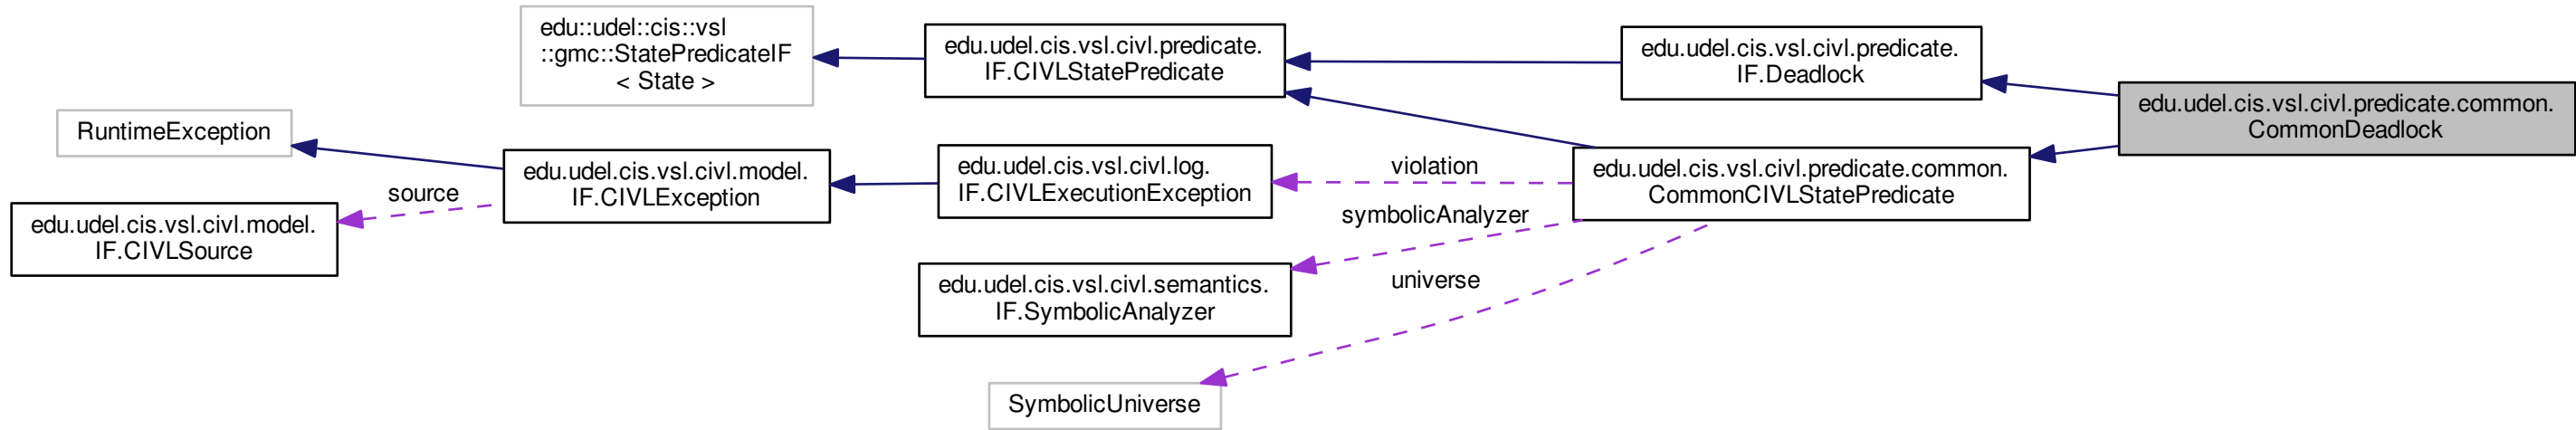 edu::udel::cis::vsl
::gmc::StatePredicateIF
< State >
edu.udel.cis.vsl.civl.predicate.
IF.CIVLStatePredicate
edu.udel.cis.vsl.civl.predicate.
IF.Deadlock
edu.udel.cis.vsl.civl.predicate.common.
CommonDeadlock
RuntimeException
edu.udel.cis.vsl.civl.model.
IF.CIVLException
edu.udel.cis.vsl.civl.log.
IF.CIVLExecutionException
violation
edu.udel.cis.vsl.civl.predicate.common.
CommonCIVLStatePredicate
source
edu.udel.cis.vsl.civl.model.
IF.CIVLSource
symbolicAnalyzer
edu.udel.cis.vsl.civl.semantics.
IF.SymbolicAnalyzer
universe
SymbolicUniverse